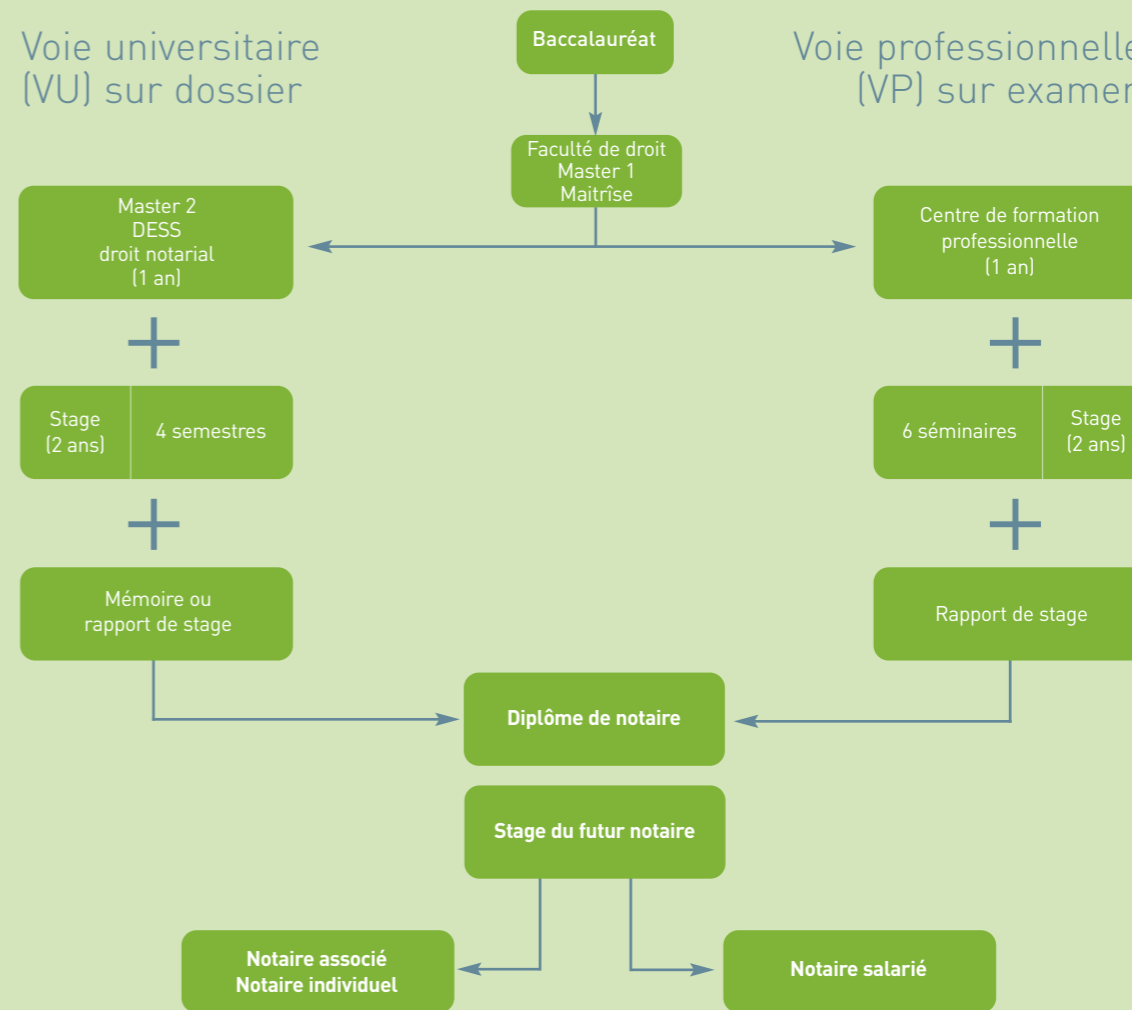 Voie universitaire
(VU) sur dossier
Baccalauréat
Voie professionnelle
(VP) sur examen
Faculté de droit
Master 1
Maitrîse
Master 2
DESS
droit notarial
(1 an)
Centre de formation
professionnelle
(1 an)
+
+
Stage
(2 ans)
4 semestres
6 séminaires
Stage
(2 ans)
+
+
Mémoire ou
rapport de stage
Rapport de stage
Diplôme de notaire
Stage du futur notaire
Notaire associé
Notaire individuel
Notaire salarié